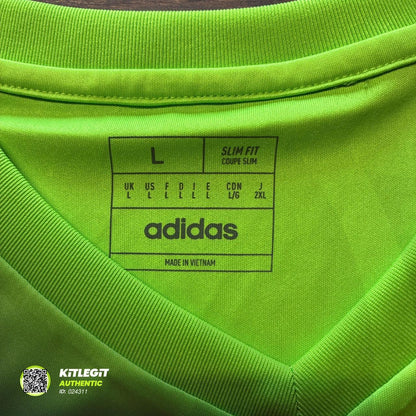 L
SLIM FIT
COUPE SLIM
UK US F D I E CDN J
L L L L L L L/G 2XL
adidas
MADE IN VIETNAM
KiTLEGiT
AUTHENTIC
ID: 024311